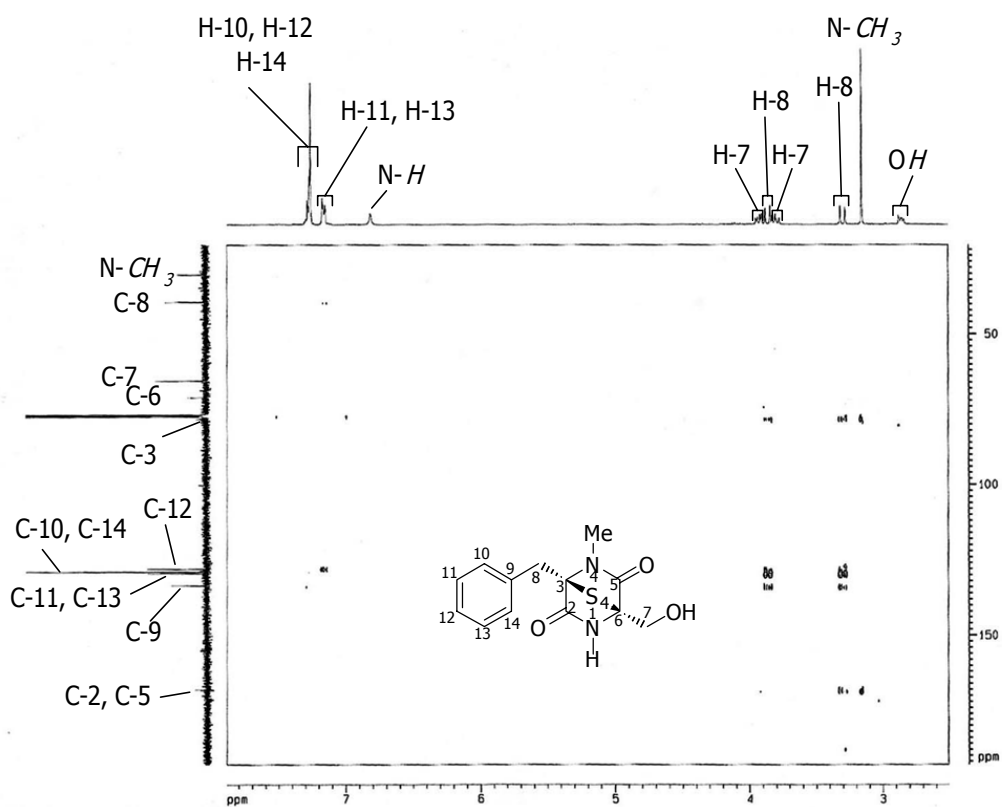 H-10, H-12
H-14
H-11, H-13
N-H
H-7
H-8
H-7
H-8
N-CH3
OH
N-CH3
C-8
C-7
C-6
C-3
C-12
C-10, C-14
C-11, C-13
C-9
C-2, C-5
50
100
150
ppm
Me
N
4
O
5
10
9
8
3
11
S
4
2
12
13
14
O
N
1
6
7
OH
H
ppm
7
6
5
4
3